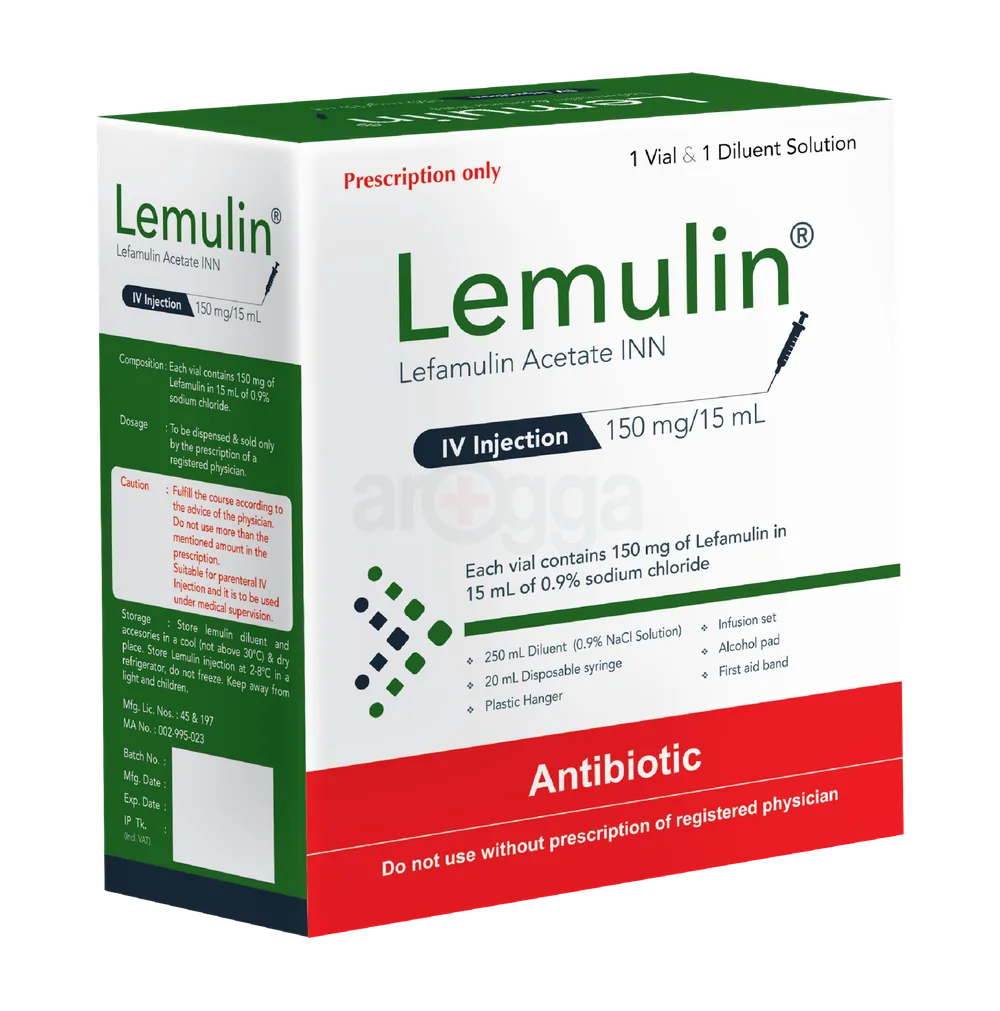 Lemulin®
Prescription only
1 Vial & 1 Diluent Solution
Lemulin®
Lefamulin Acetate INN
IV Injection
150 mg/15 mL
arogga
Each vial contains 150 mg of Lefamulin in
15 mL of 0.9% sodium chloride
250 mL Diluent (0.9% NaCl Solution)
20 mL Disposable syringe
Plastic Hanger
Infusion set
Alcohol pad
First aid band
Antibiotic
Do not use without prescription of registered physician
Lemulin®
Lefamulin Acetate INN
IV Injection
150 mg/15 mL
Composition : Each vial contains 150 mg of
Lefamulin in 15 mL of 0.9%
sodium chloride.
Dosage : To be dispensed & sold only
by the prescription of a
registered physician.
Caution : Fulfill the course according to
the advice of the physician.
Do not use more than the
mentioned amount in the
prescription.
Suitable for parenteral IV
Injection and it is to be used
under medical supervision.
Storage : Store lemulin diluent and
accesories in a cool (not above 30°C) & dry
place. Store Lemulin injection at 2-8°C in a
refrigerator, do not freeze. Keep away from
light and children.
Mfg. Lic. Nos. : 45 & 197
MA No. : 002-995-023
Batch No. :
Mfg. Date :
Exp. Date :
IP Tk. :
(Incl. VAT)